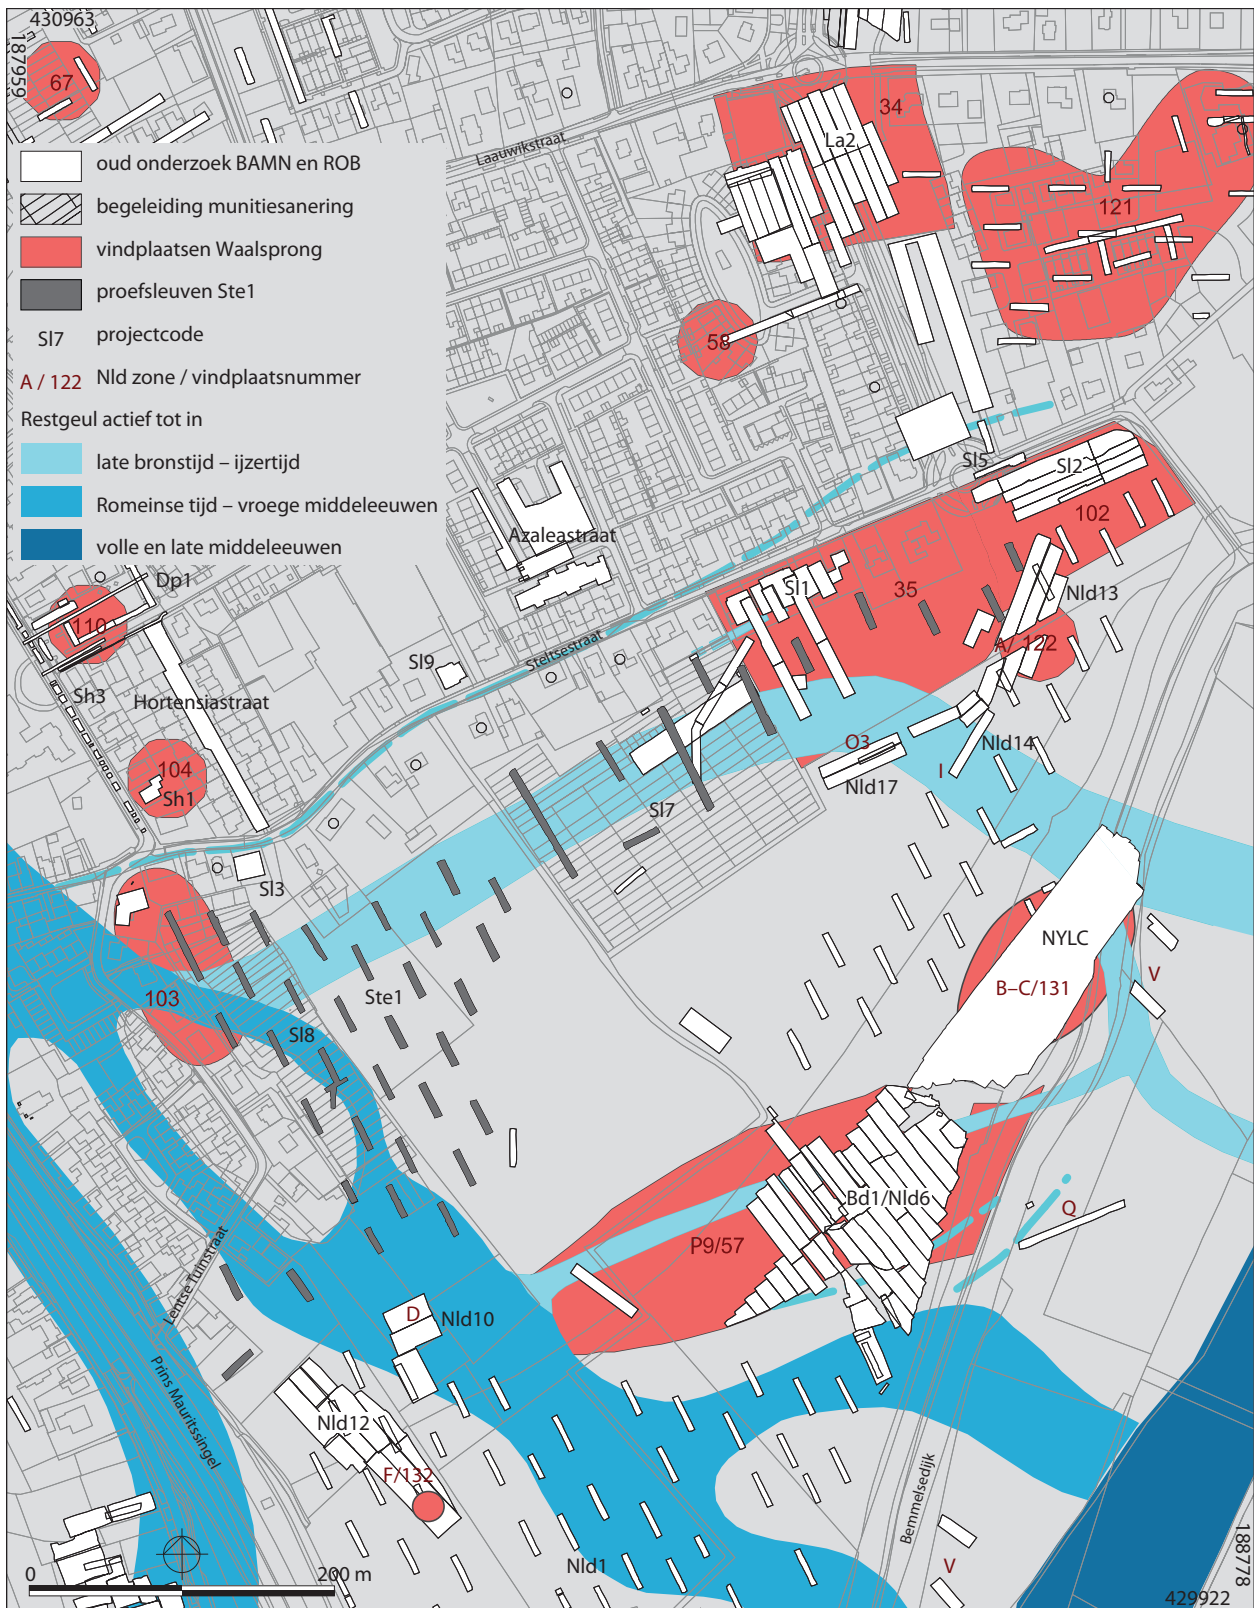 430963
187959
67
34
La2
Laauwikstraat
121
oud onderzoek BAMN en ROB
begeleiding munitiesanering
vindplaatsen Waalsprong
proefsleuven Ste1
Sl7 projectcode
A / 122 Nld zone / vindplaatsnummer
Restgeul actief tot in
late bronstijd – ijzertijd
Romeinse tijd – vroege middeleeuwen
volle en late middeleeuwen
58
Sl5
Sl2
102
Azaleastraat
Dp1
110
Sl1
35
Nld13
A/ 122
Sl9
Steltsestraat
Sh3
Hortensiastraat
O3
Nld14
I
Nld17
104
Sh1
Sl7
Sl3
NYLC
B–C/131
V
103
Ste1
Sl8
Bd1/Nld6
Q
P9/57
Lentse Tuinstraat
D
Nld10
Prins Mauritssingel
Nld12
F/132
Bemmelsedijk
Nld1
V
188778
0
200 m
429922